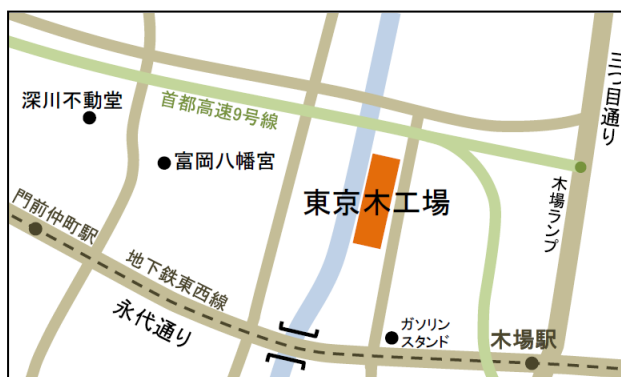 深川不動堂
首都高速9号線
三つ目通り
富岡八幡宮
東京木工場
木場ランプ
門前仲町駅
地下鉄東西線
永代通り
ガソリン
スタンド
木場駅